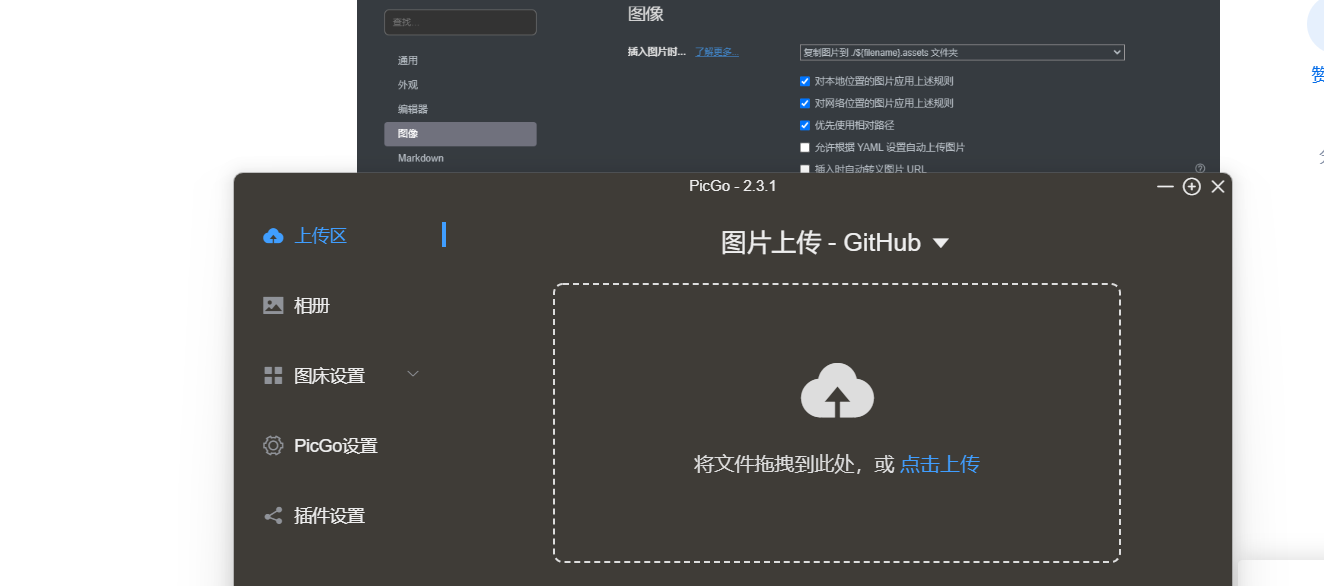 查找...
图像
插入图片时... 了解更多...
复制图片到 ./${filename}.assets 文件夹
通用
外观
编辑器
图像
Markdown
对本地位置的图片应用上述规则
对网络位置的图片应用上述规则
优先使用相对路径
允许根据 YAML 设置自动上传图片
插入时自动转义图片 URL
赞
PicGo - 2.3.1
上传区
相册
图床设置
PicGo设置
插件设置
图片上传 - GitHub
将文件拖拽到此处，或 点击上传